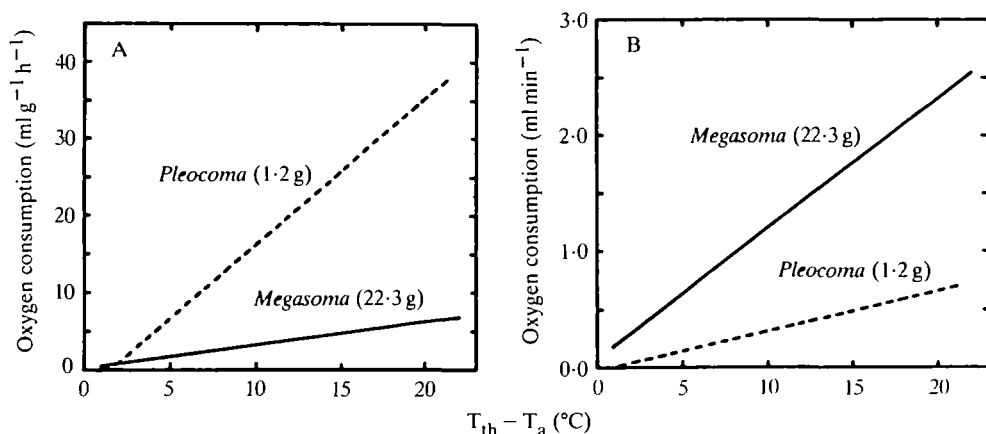 A
Oxygen consumption (ml g⁻¹ h⁻¹)
40
30
20
10
0
Pleocoma (1·2 g)
Megasoma (22·3 g)
0 5 10 15 20
B
Oxygen consumption (ml min⁻¹)
3·0
2·0
1·0
0·0
Megasoma (22·3 g)
Pleocoma (1·2 g)
0 5 10 15 20
T_th − T_a (°C)